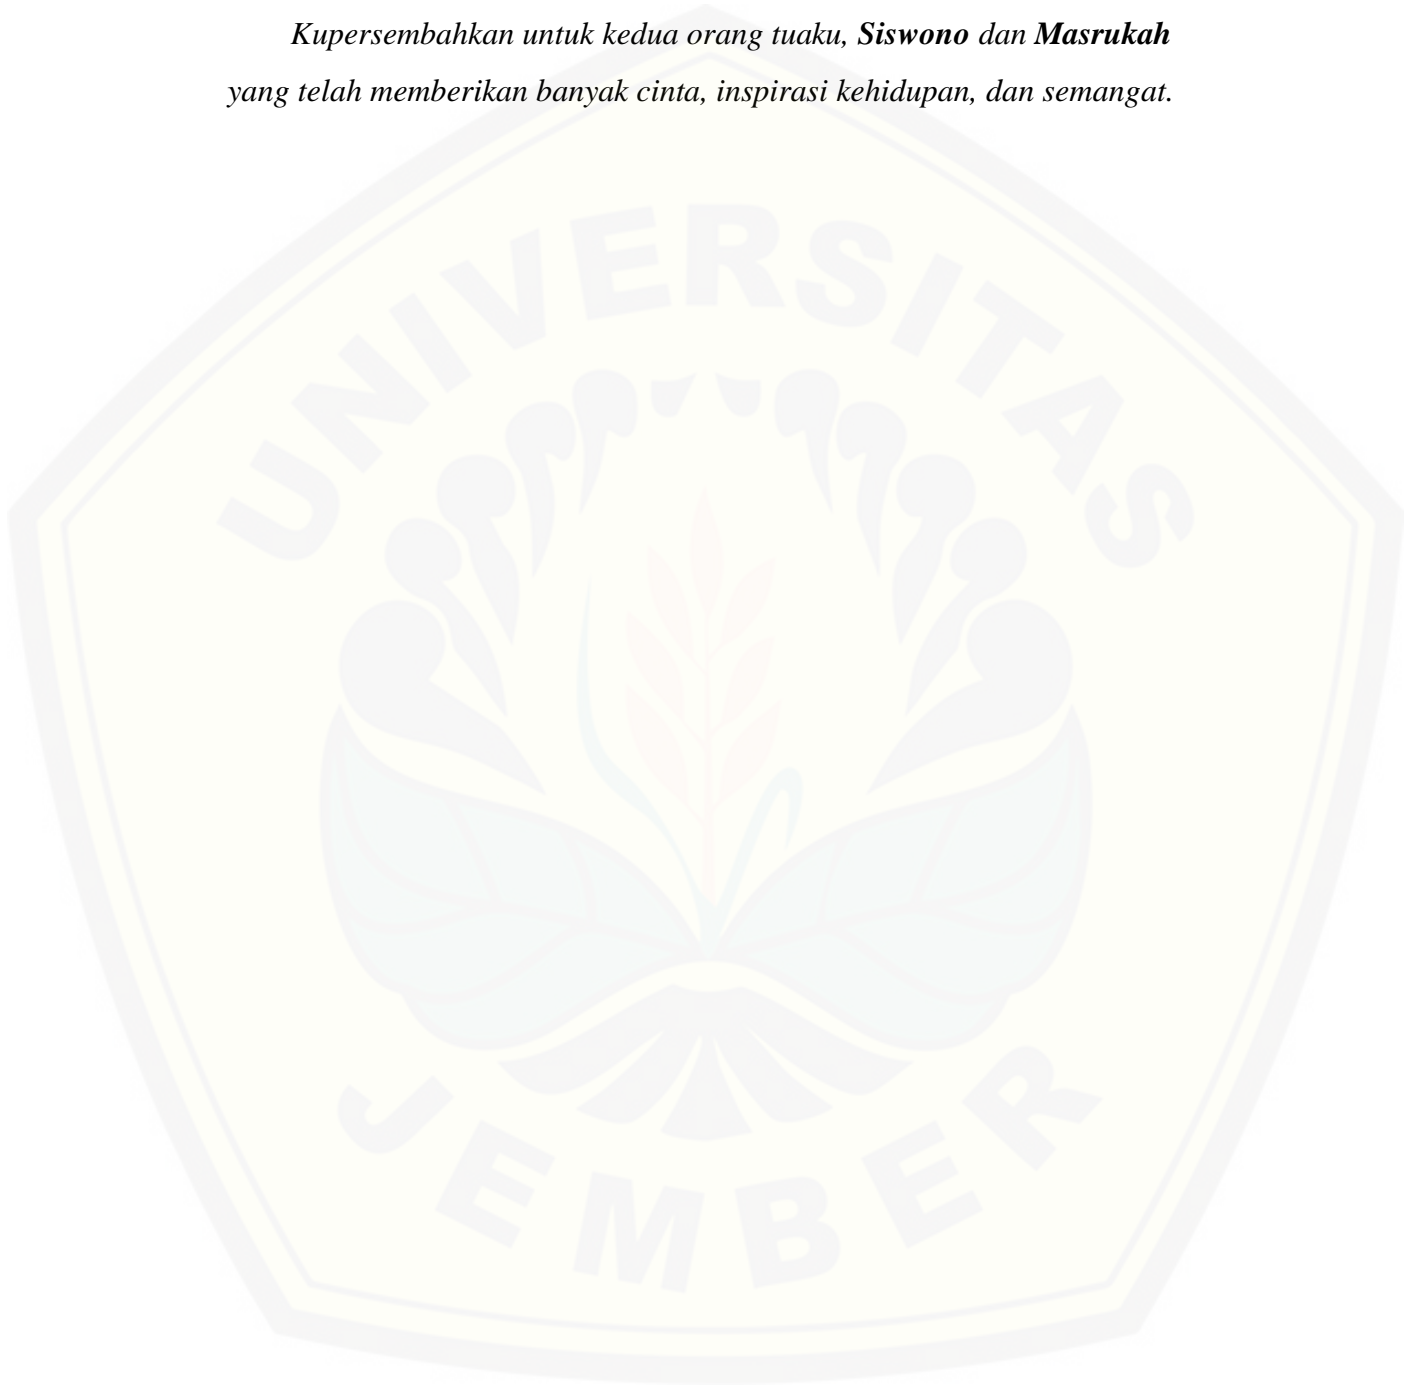 Kupersembahkan untuk kedua orang tuaku, Siswono dan Masrukah
yang telah memberikan banyak cinta, inspirasi kehidupan, dan semangat.
UNIVERSITAS
JEMBER